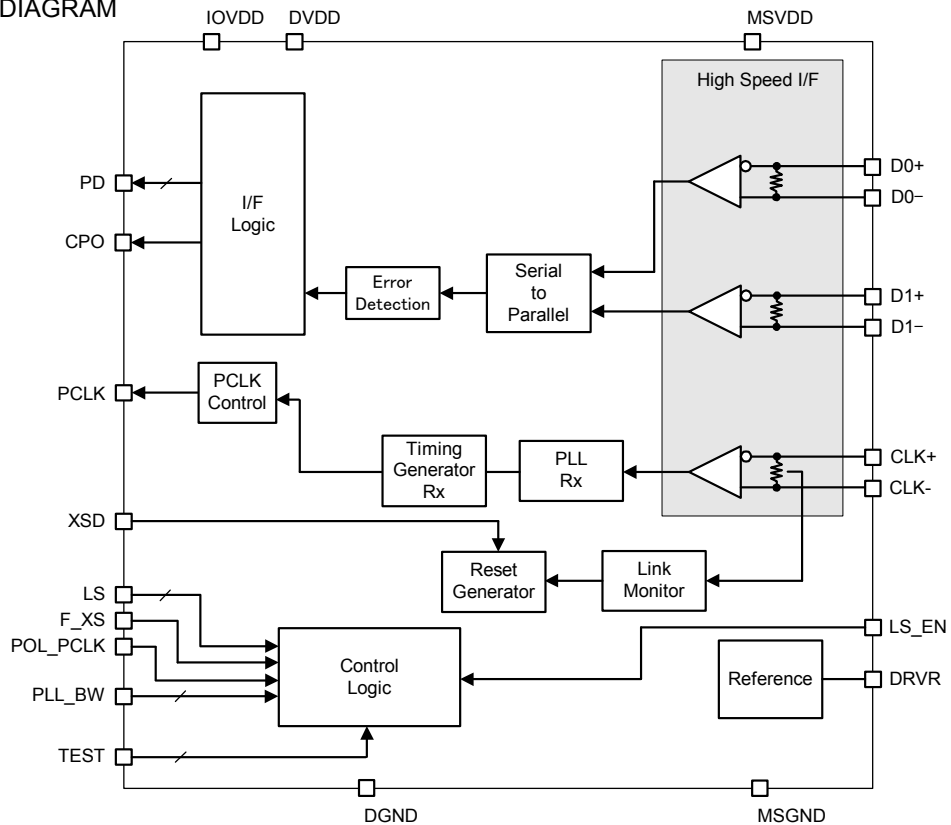 DIAGRAM
IOVDD
DVDD
MSVDD
High Speed I/F
PD
CPO
I/F
Logic
Error
Detection
Serial
to
Parallel
D0+
D0−
D1+
D1−
PCLK
PCLK
Control
Timing
Generator
Rx
PLL
Rx
CLK+
CLK-
XSD
Reset
Generator
Link
Monitor
LS
F_XS
POL_PCLK
PLL_BW
TEST
Control
Logic
LS_EN
Reference
DRVR
DGND
MSGND